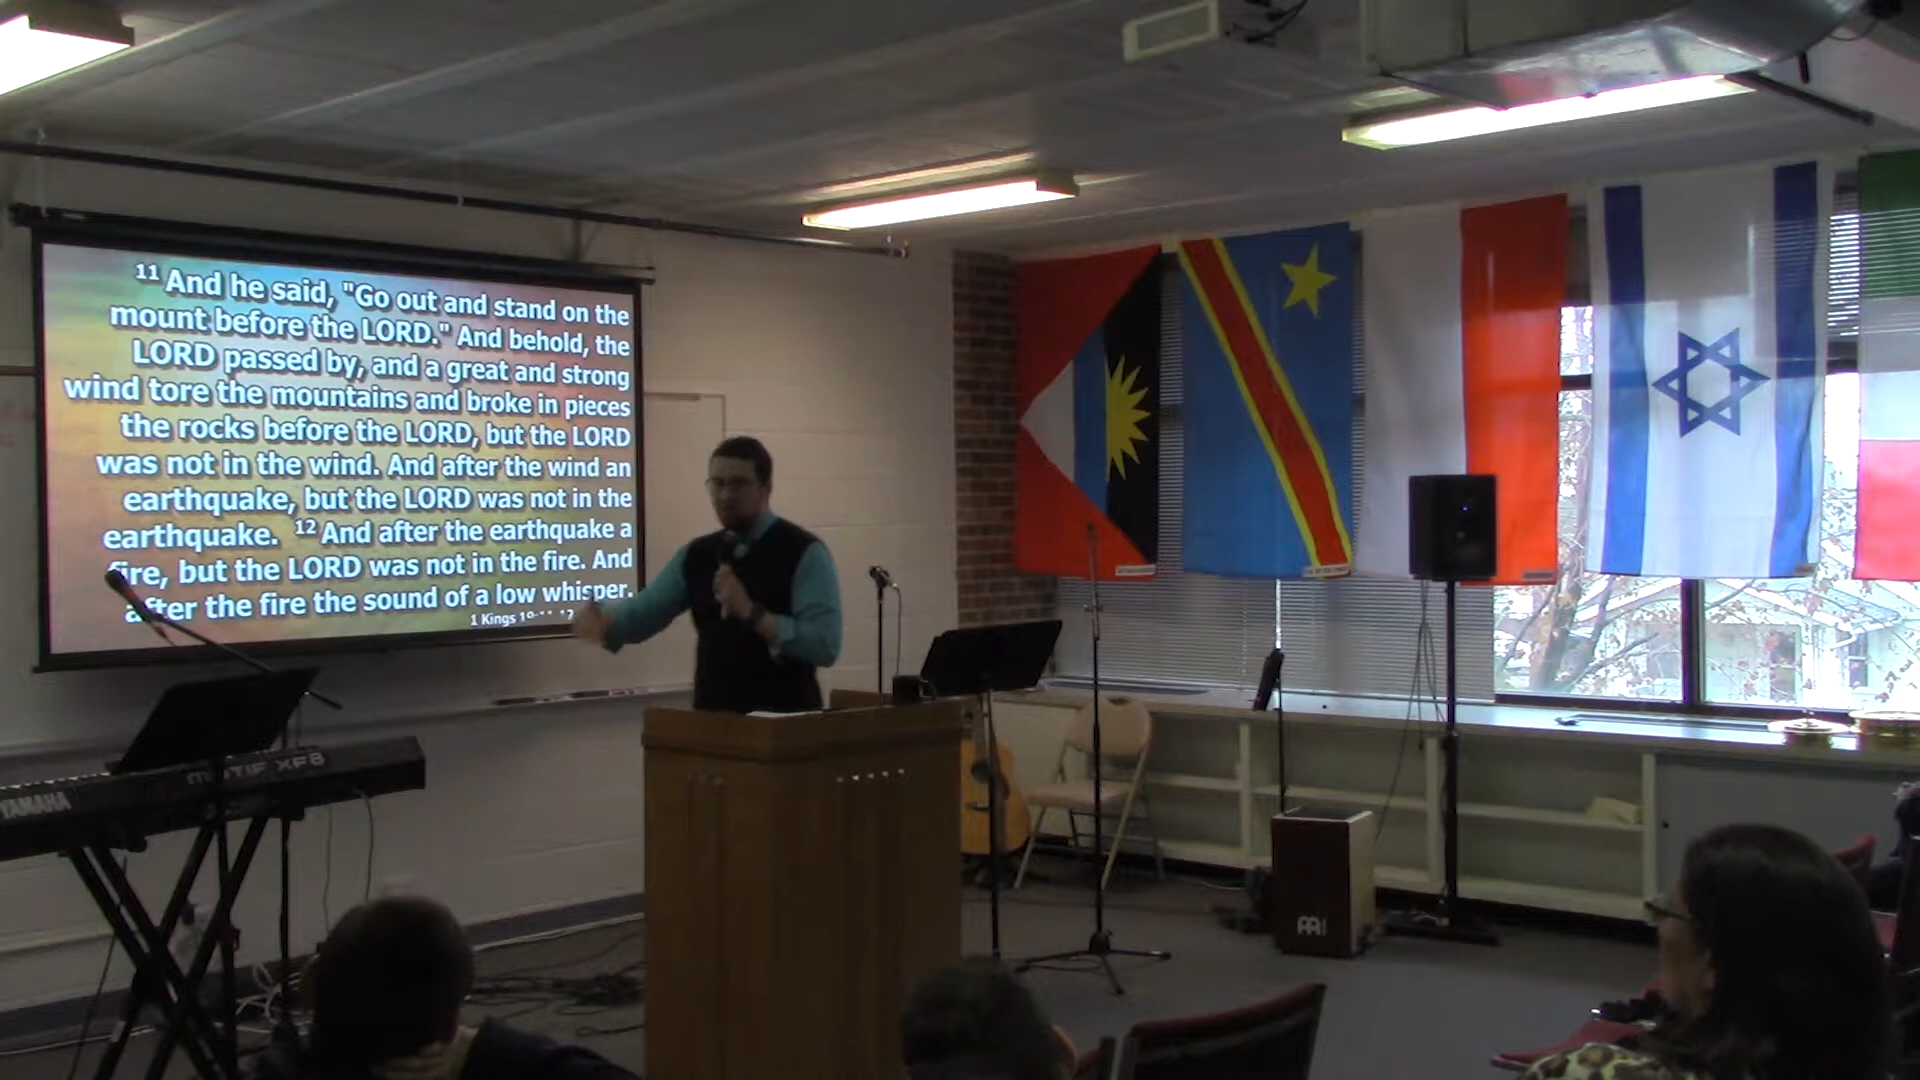 11 And he said, "Go out and stand on the
mount before the LORD." And behold, the
LORD passed by, and a great and strong
wind tore the mountains and broke in pieces
the rocks before the LORD, but the LORD
was not in the wind. And after the wind an
earthquake, but the LORD was not in the
earthquake. 12 And after the earthquake a
fire, but the LORD was not in the fire. And
after the fire the sound of a low whisper.
1 Kings
YAMAHA
MOTIF XF8